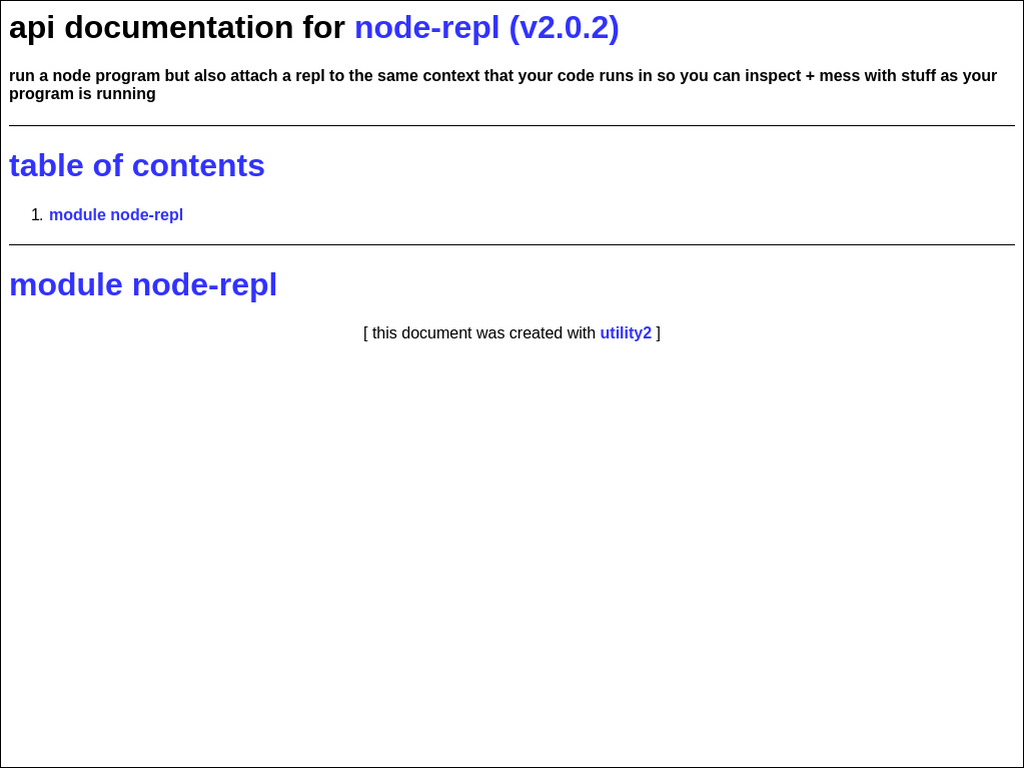 api documentation for node-repl (v2.0.2)
run a node program but also attach a repl to the same context that your code runs in so you can inspect + mess with stuff as your
program is running
table of contents
1. module node-repl
module node-repl
[ this document was created with utility2 ]